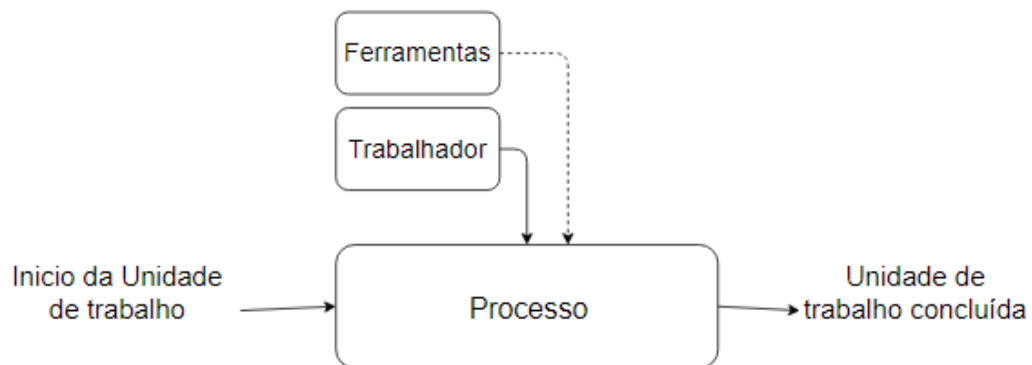 Ferramentas
Trabalhador
Inicio da Unidade
de trabalho
Processo
Unidade de
trabalho concluída